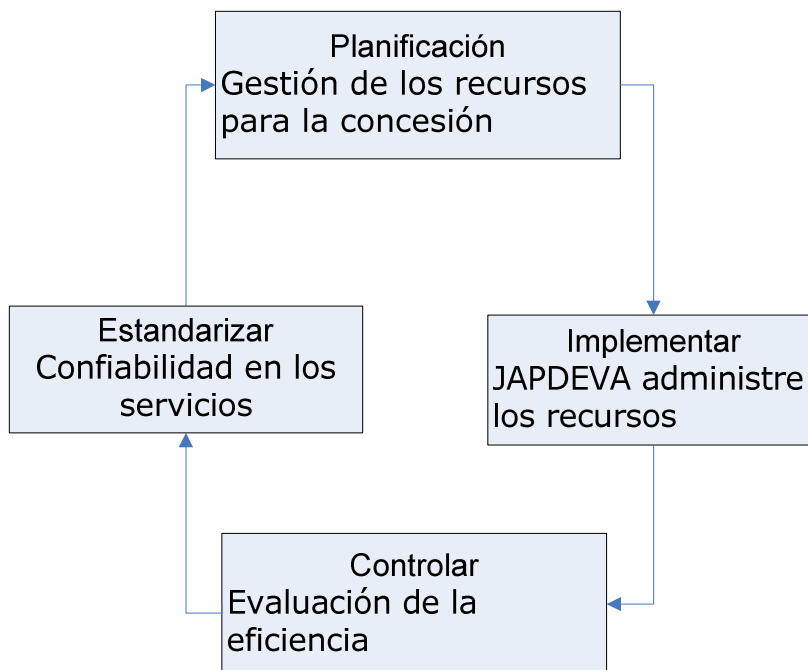 Planificación
Gestión de los recursos
para la concesión
Estandarizar
Confiabilidad en los
servicios
Implementar
JAPDEVA administre
los recursos
Controlar
Evaluación de la
eficiencia